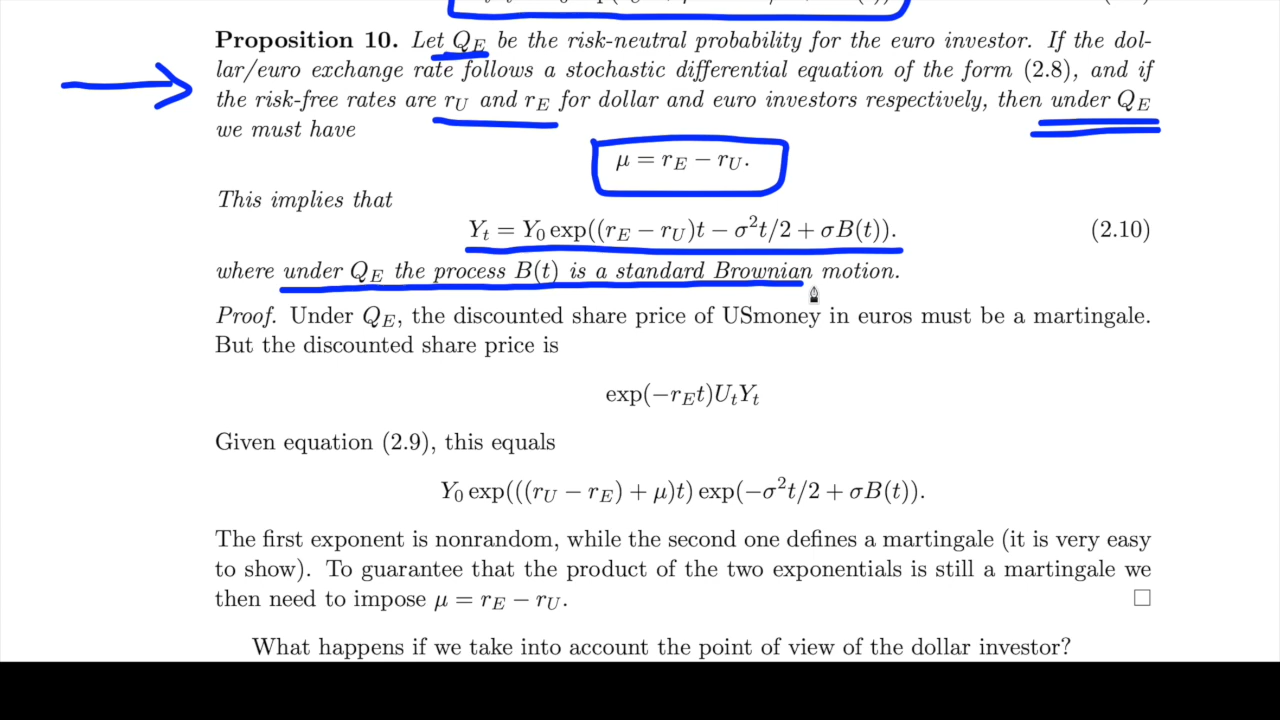 Proposition 10. Let Q_E be the risk-neutral probability for the euro investor. If the dol-
lar/euro exchange rate follows a stochastic differential equation of the form (2.8), and if
the risk-free rates are r_U and r_E for dollar and euro investors respectively, then under Q_E
we must have
μ = r_E − r_U.
This implies that
Y_t = Y_0 exp((r_E − r_U)t − σ²t/2 + σB(t)). (2.10)
where under Q_E the process B(t) is a standard Brownian motion.
Proof. Under Q_E, the discounted share price of USmoney in euros must be a martingale.
But the discounted share price is
exp(−r_E t)U_t Y_t
Given equation (2.9), this equals
Y_0 exp(((r_U − r_E) + μ)t) exp(−σ²t/2 + σB(t)).
The first exponent is nonrandom, while the second one defines a martingale (it is very easy
to show). To guarantee that the product of the two exponentials is still a martingale we
then need to impose μ = r_E − r_U. □
What happens if we take into account the point of view of the dollar investor?